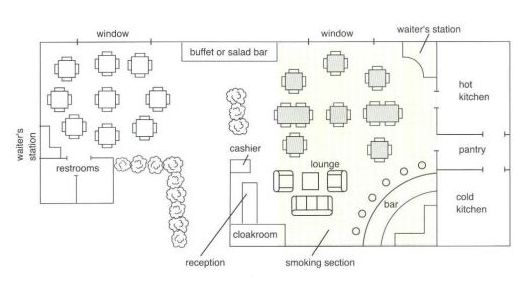 window
window
waiter's station
buffet or salad bar
hot
kitchen
waiter's
station
cashier
pantry
restrooms
lounge
bar
cold
kitchen
cloakroom
reception
smoking section